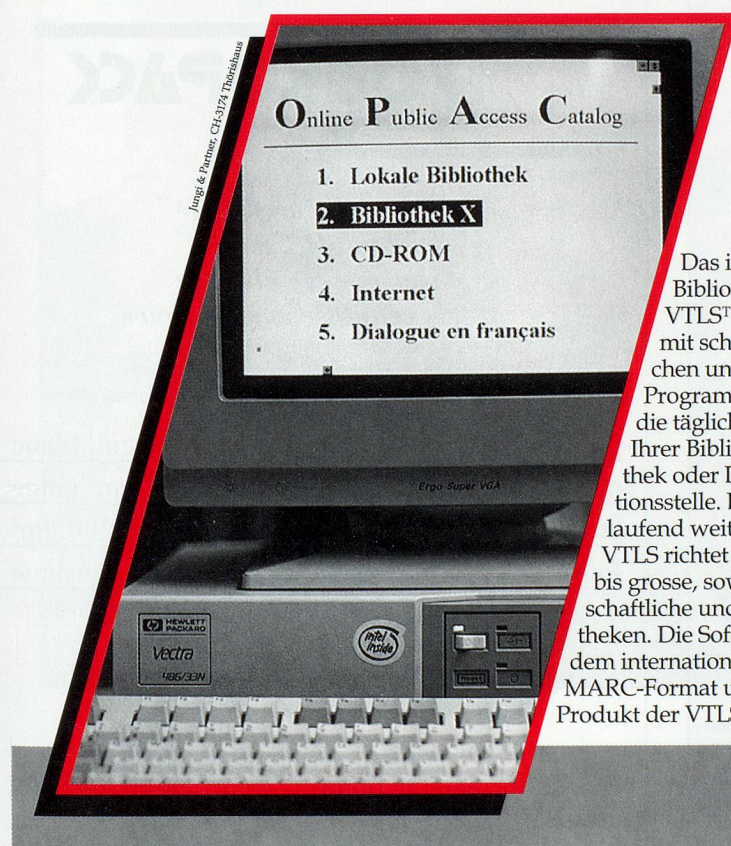 Jungi & Partner, CH-3174 Thörishaus
Online Public Access Catalog
1. Lokale Bibliothek
2. Bibliothek X
3. CD-ROM
4. Internet
5. Dialogue en français
Ergo Super VGA
HEWLETT
PACKARD
Vectra
486/33N
intel
inside
Das i
Biblio
VTLS™
mit sch
chen un
Program
die täglich
Ihrer Bibli
thek oder D
tionsstelle.
laufend weit
VTLS richtet
bis grosse, sow
schaftliche und
theken. Die Soft
dem internation
MARC-Format u
Produkt der VTLS